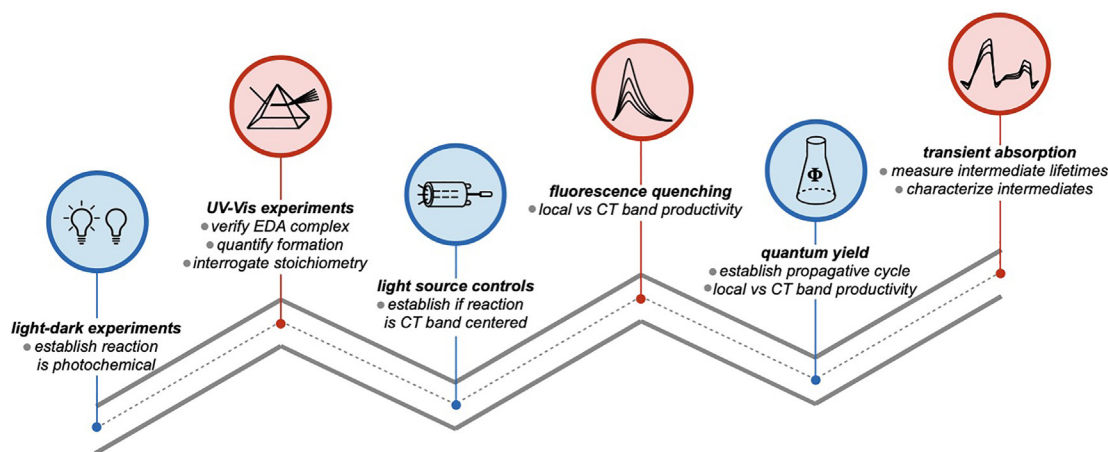 light-dark experiments
establish reaction
is photochemical
UV-Vis experiments
verify EDA complex
quantify formation
interrogate stoichiometry
light source controls
establish if reaction
is CT band centered
fluorescence quenching
local vs CT band productivity
Φ
quantum yield
establish propagative cycle
local vs CT band productivity
transient absorption
measure intermediate lifetimes
characterize intermediates